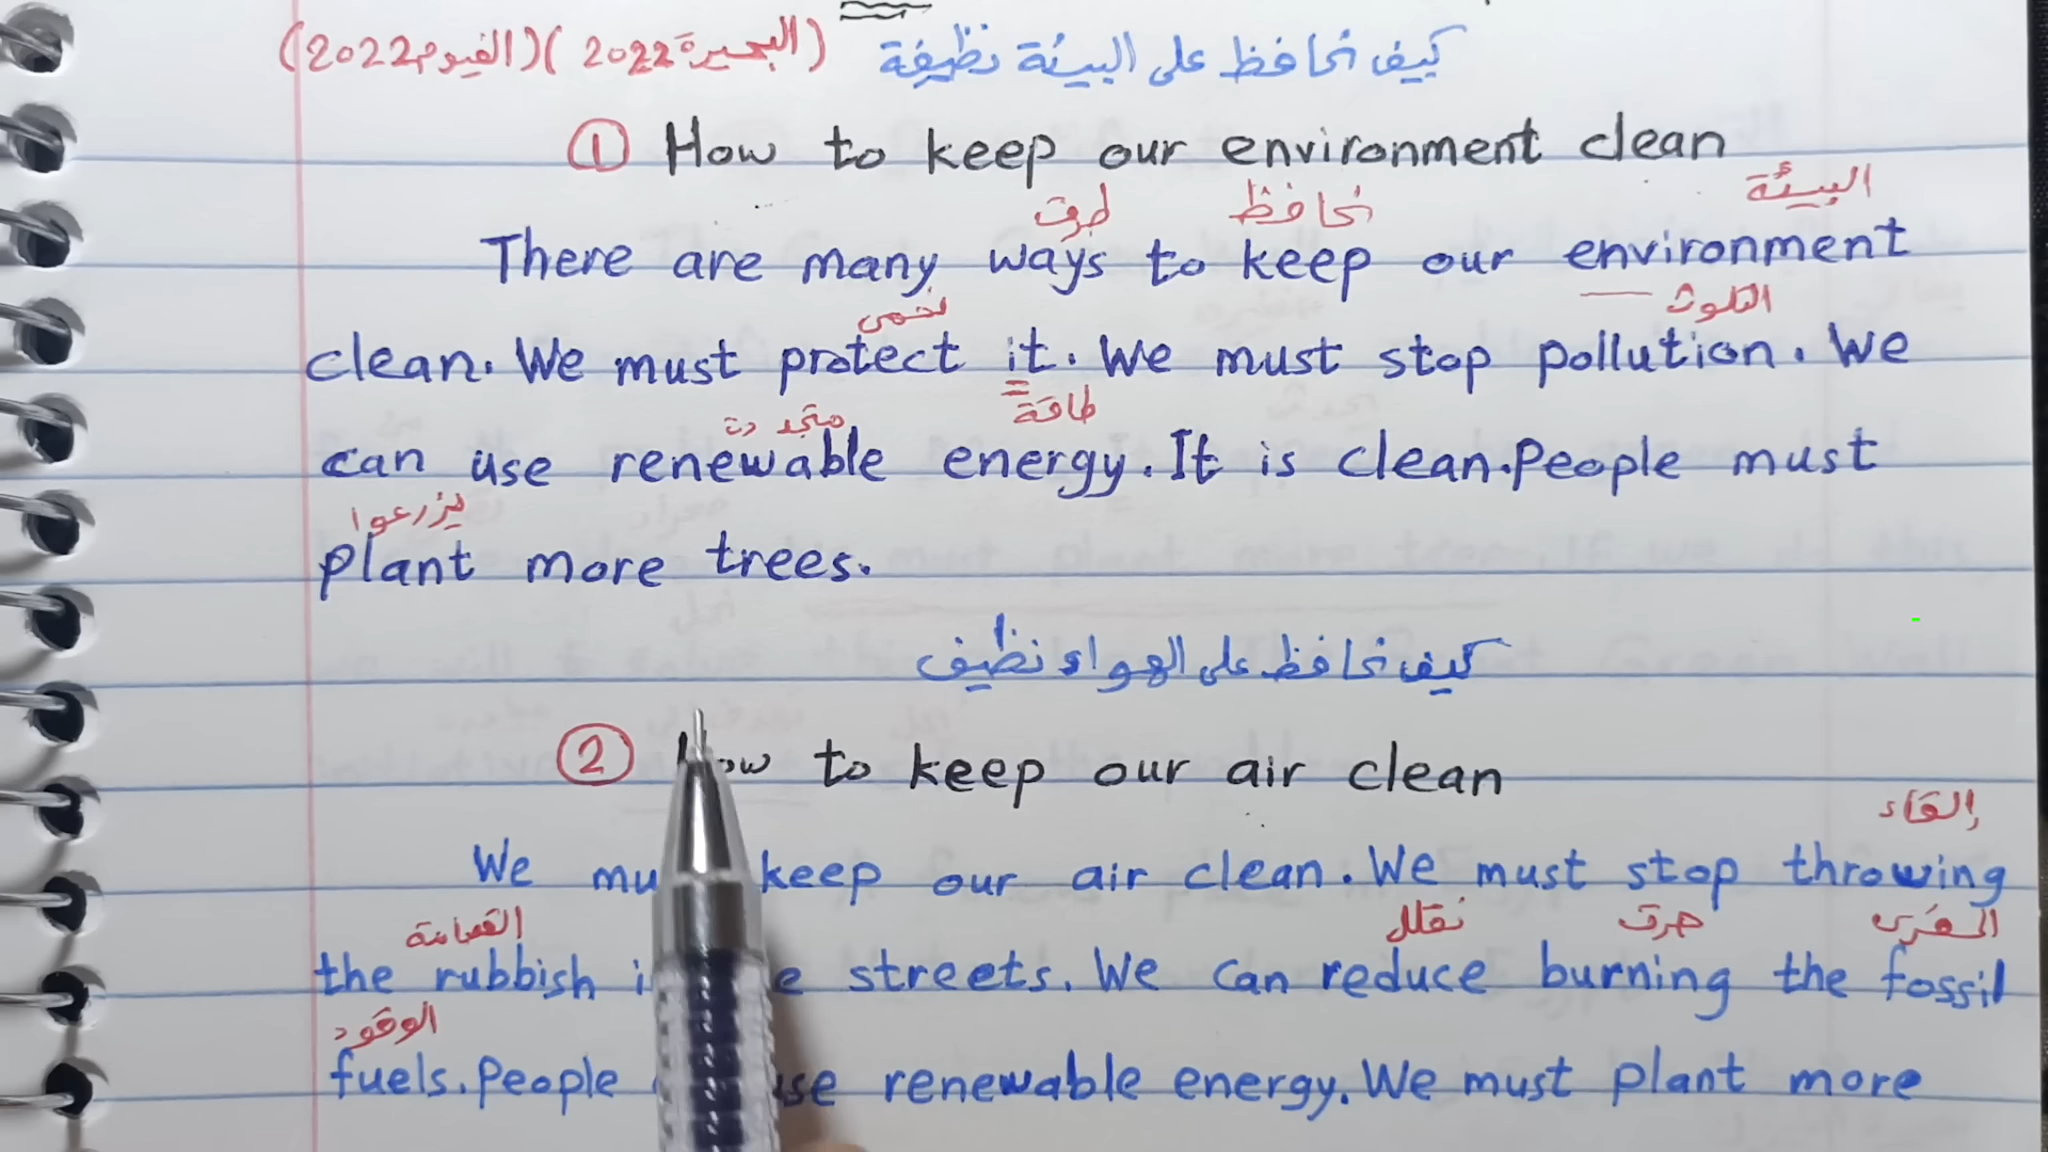 كيف نحافظ على البيئة نظيفة (البحيرة 2022)(الفيوم 2022)
① How to keep our environment clean
طرق نحافظ البيئة
There are many ways to keep our environment
نحمى التلوث
clean. We must protect it. We must stop pollution. We
متجددة طاقة
can use renewable energy. It is clean. People must
يزرعوا
plant more trees.
كيف نحافظ على الهواء نظيف
② How to keep our air clean
إلقاء
We mu keep our air clean. We must stop throwing
القمامة نقلل حرق الحفرى
the rubbish streets. We can reduce burning the fossil
الوقود
fuels. People use renewable energy. We must plant more